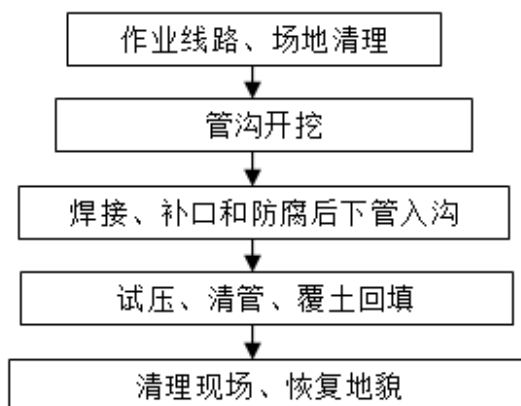 作业线路、场地清理
管沟开挖
焊接、补口和防腐后下管入沟
试压、清管、覆土回填
清理现场、恢复地貌